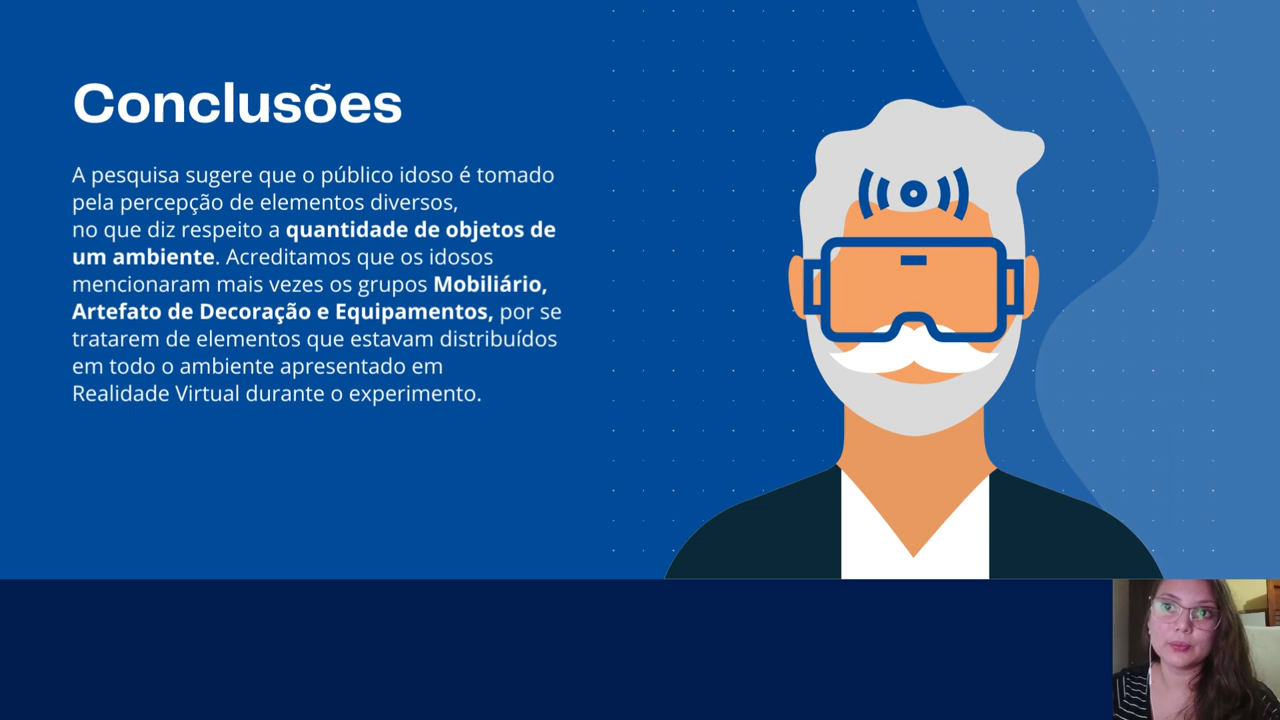 Conclusões
A pesquisa sugere que o público idoso é tomado
pela percepção de elementos diversos,
no que diz respeito a quantidade de objetos de
um ambiente. Acreditamos que os idosos
mencionaram mais vezes os grupos Mobiliário,
Artefato de Decoração e Equipamentos, por se
tratarem de elementos que estavam distribuídos
em todo o ambiente apresentado em
Realidade Virtual durante o experimento.